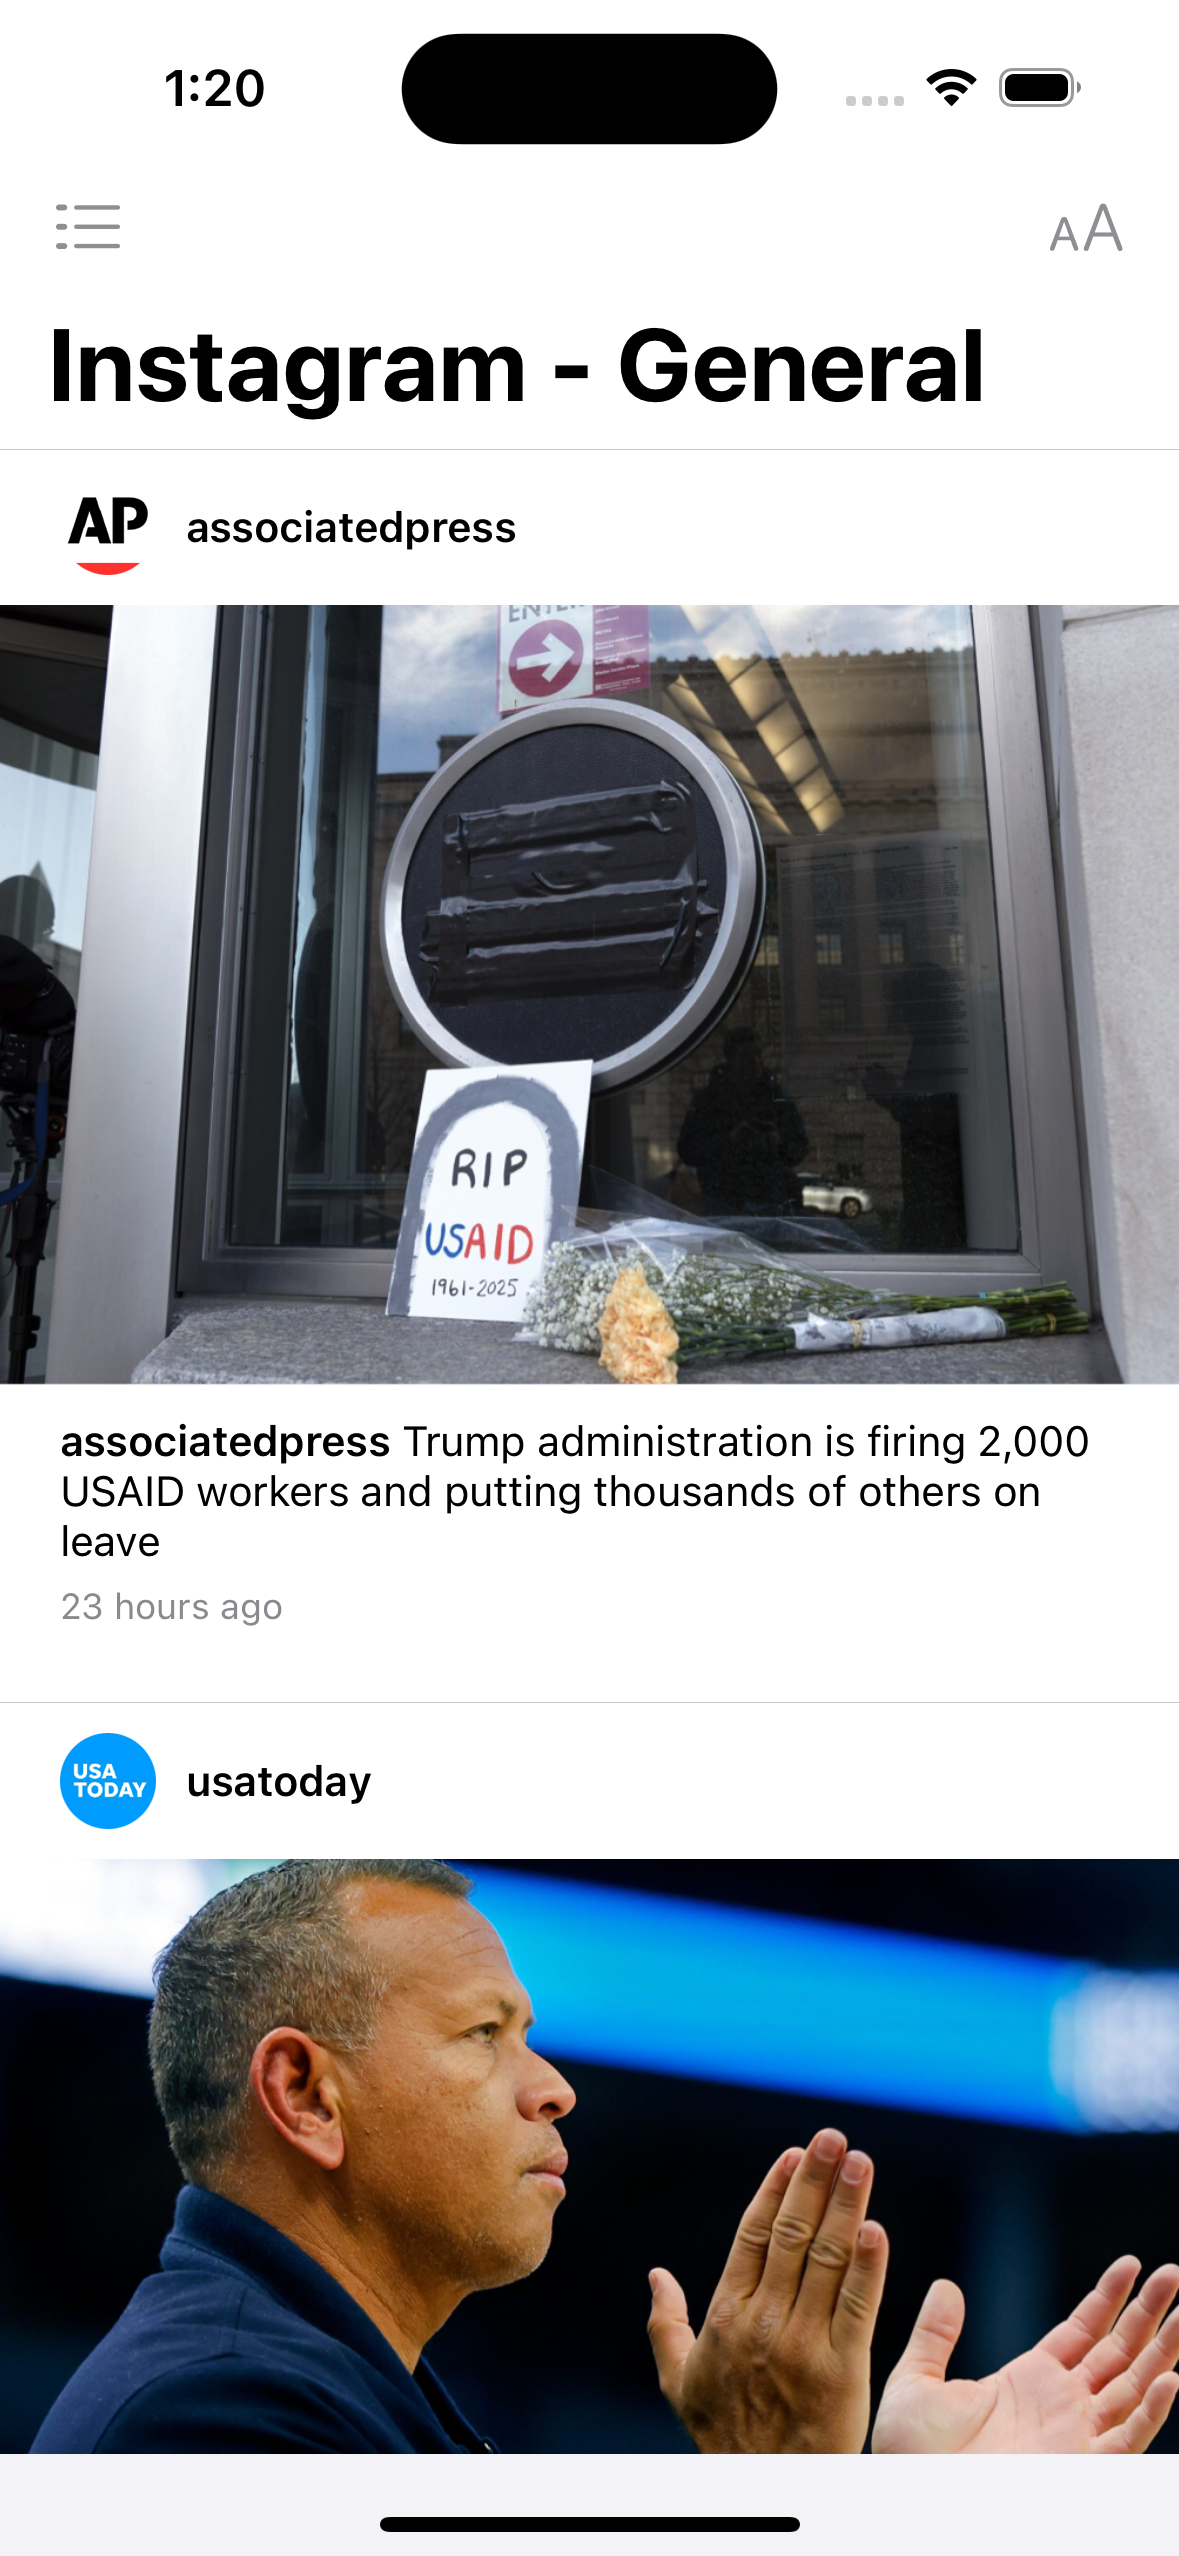 1:20
AA
Instagram - General
AP
associatedpress
ENTER
RIP
USAID
1961-2025
associatedpress Trump administration is firing 2,000
USAID workers and putting thousands of others on
leave
23 hours ago
USA
TODAY
usatoday